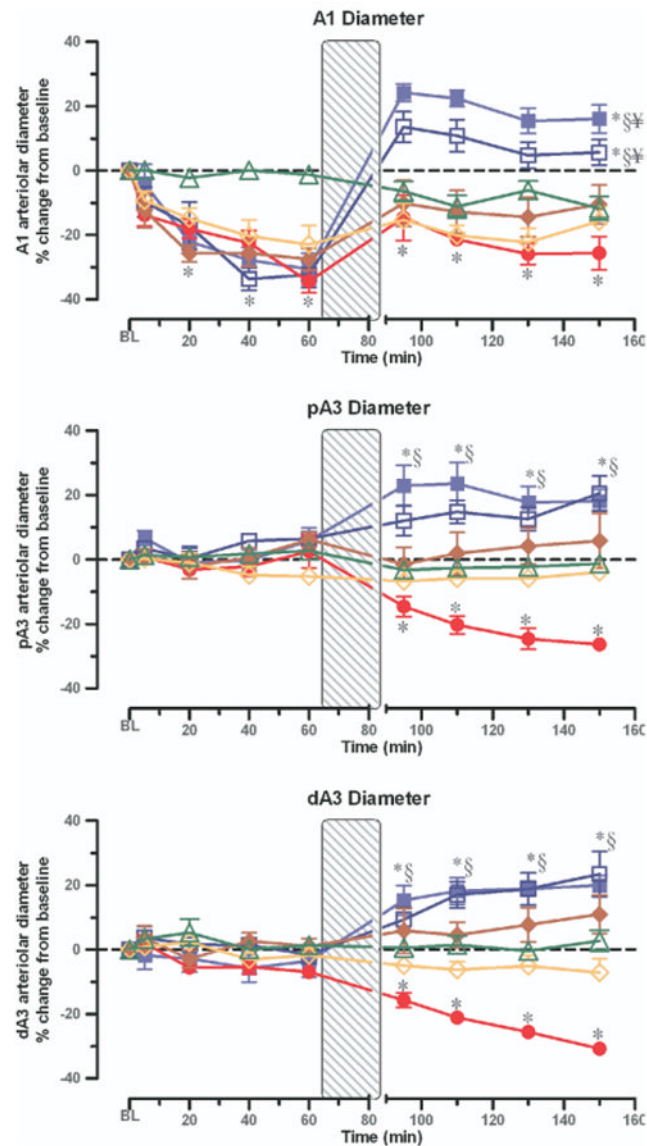 A1 Diameter
A1 arteriolar diameter
% change from baseline
40
20
0
-20
-40
*§¥
*§¥
* * * * * * *
BL 20 40 60 80 100 120 140 160
Time (min)
pA3 Diameter
pA3 arteriolar diameter
% change from baseline
40
20
0
-20
-40
*§ *§ *§ *§
* * * *
BL 20 40 60 80 100 120 140 160
Time (min)
dA3 Diameter
dA3 arteriolar diameter
% change from baseline
40
20
0
-20
-40
*§ *§ *§ *§
* * * *
BL 20 40 60 80 100 120 140 160
Time (min)